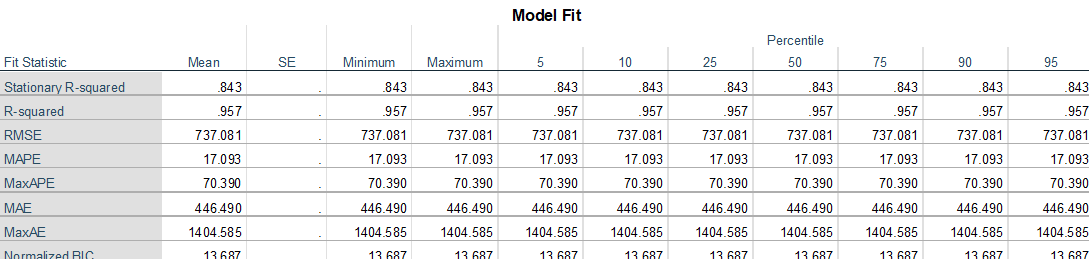 Model Fit
Percentile
Fit Statistic Mean SE Minimum Maximum 5 10 25 50 75 90 95
Stationary R-squared .843 . .843 .843 .843 .843 .843 .843 .843 .843 .843
R-squared .957 . .957 .957 .957 .957 .957 .957 .957 .957 .957
RMSE 737.081 . 737.081 737.081 737.081 737.081 737.081 737.081 737.081 737.081 737.081
MAPE 17.093 . 17.093 17.093 17.093 17.093 17.093 17.093 17.093 17.093 17.093
MaxAPE 70.390 . 70.390 70.390 70.390 70.390 70.390 70.390 70.390 70.390 70.390
MAE 446.490 . 446.490 446.490 446.490 446.490 446.490 446.490 446.490 446.490 446.490
MaxAE 1404.585 . 1404.585 1404.585 1404.585 1404.585 1404.585 1404.585 1404.585 1404.585 1404.585
Normalized BIC 13.687 13.687 13.687 13.687 13.687 13.687 13.687 13.687 13.687 13.687